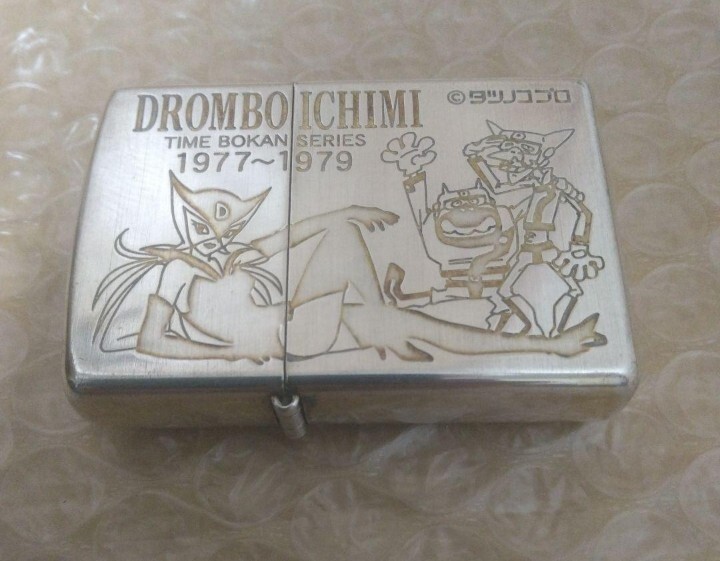 DROMBO ICHIMI
©タツノコプロ
TIME BOKAN SERIES
1977~1979
D